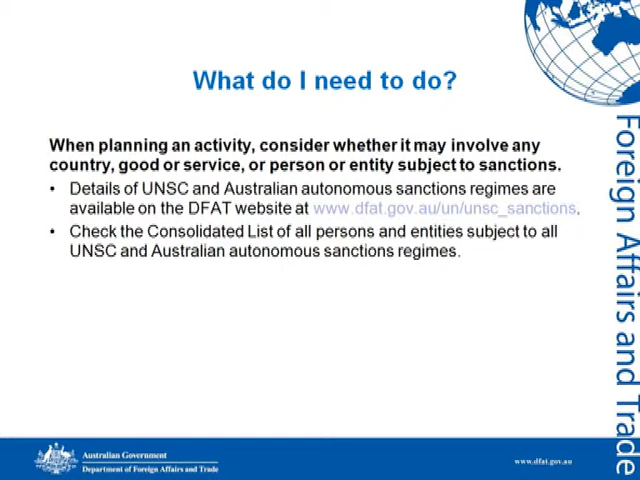 What do I need to do?
When planning an activity, consider whether it may involve any
country, good or service, or person or entity subject to sanctions.
• Details of UNSC and Australian autonomous sanctions regimes are
available on the DFAT website at www.dfat.gov.au/un/unsc_sanctions.
• Check the Consolidated List of all persons and entities subject to all
UNSC and Australian autonomous sanctions regimes.
Foreign Affairs and Trade
Australian Government
Department of Foreign Affairs and Trade
www.dfat.gov.au